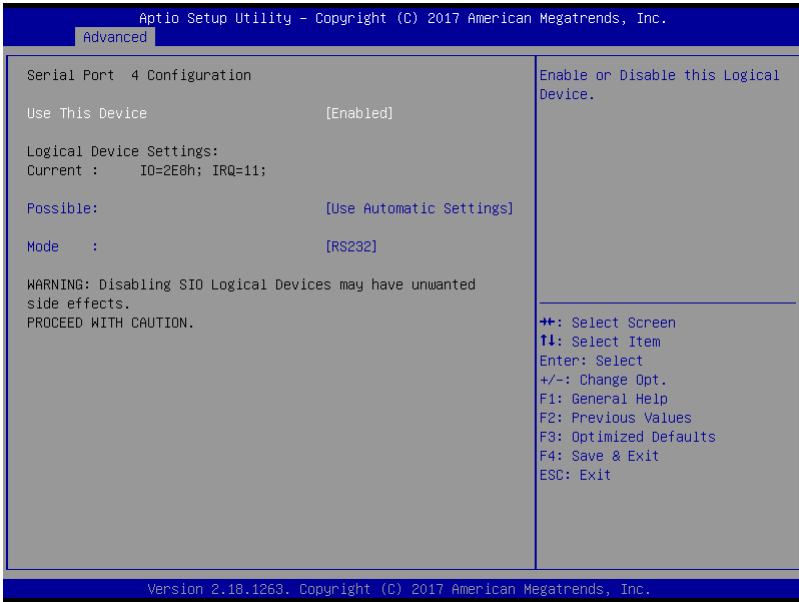 Aptio Setup Utility – Copyright (C) 2017 American Megatrends, Inc.
Advanced
Serial Port 4 Configuration
Use This Device [Enabled]
Logical Device Settings:
Current : IO=2E8h; IRQ=11;
Possible: [Use Automatic Settings]
Mode : [RS232]
WARNING: Disabling SIO Logical Devices may have unwanted
side effects.
PROCEED WITH CAUTION.
Enable or Disable this Logical
Device.
→←: Select Screen
↑↓: Select Item
Enter: Select
+/-: Change Opt.
F1: General Help
F2: Previous Values
F3: Optimized Defaults
F4: Save & Exit
ESC: Exit
Version 2.18.1263. Copyright (C) 2017 American Megatrends, Inc.